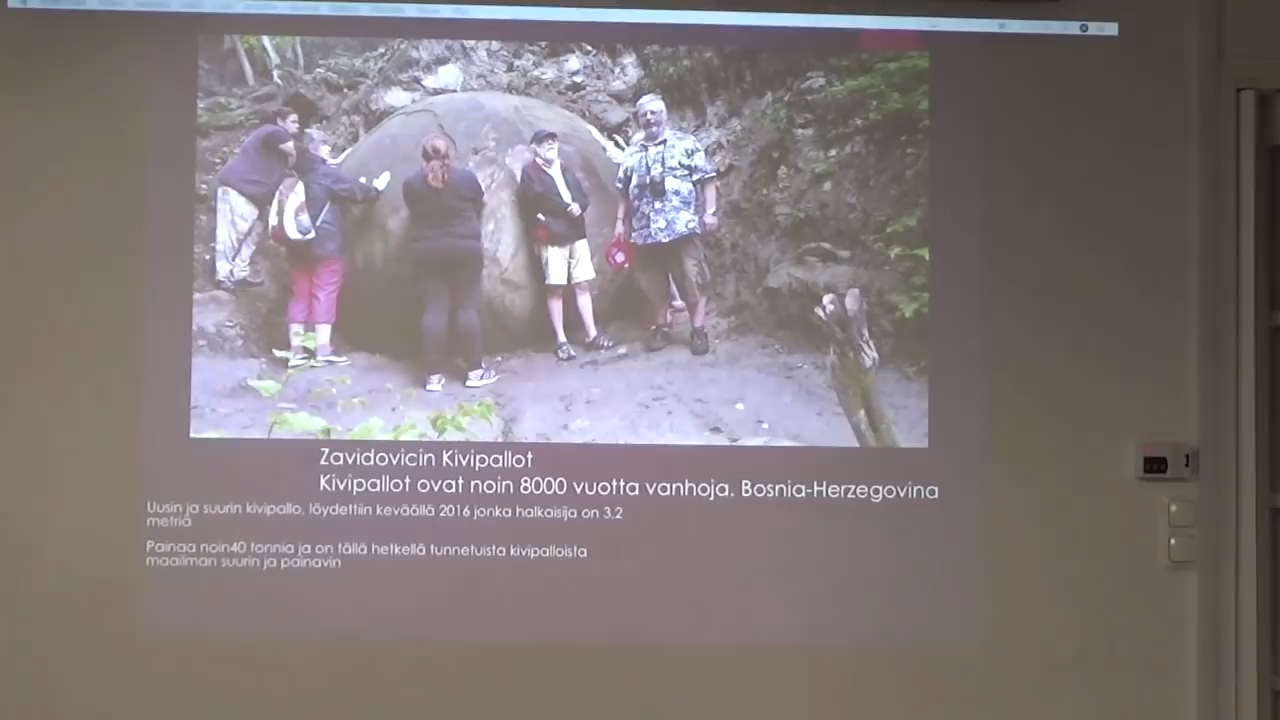 Zavidovicin Kivipallot
Kivipallot ovat noin 8000 vuotta vanhoja. Bosnia-Herzegovina
Uusin ja suurin kivipallo, löydettiin keväällä 2016 jonka halkaisija on 3,2
metriä
Painaa noin40 tonnia ja on tällä hetkellä tunnetuista kivipalloista
maailman suurin ja painavin